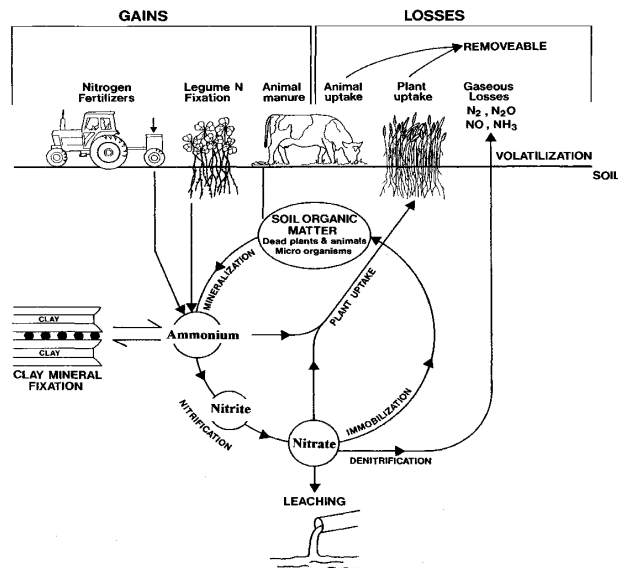 GAINS
LOSSES
REMOVEABLE
Nitrogen
Fertilizers
Legume N
Fixation
Animal
manure
Animal
uptake
Plant
uptake
Gaseous
Losses
N₂ , N₂O
NO , NH₃
VOLATILIZATION
SOIL
SOIL ORGANIC
MATTER
Dead plants & animals
Micro organisms
MINERALIZATION
PLANT UPTAKE
CLAY
CLAY
CLAY MINERAL
FIXATION
Ammonium
Nitrite
NITRIFICATION
Nitrate
IMMOBILIZATION
DENITRIFICATION
LEACHING